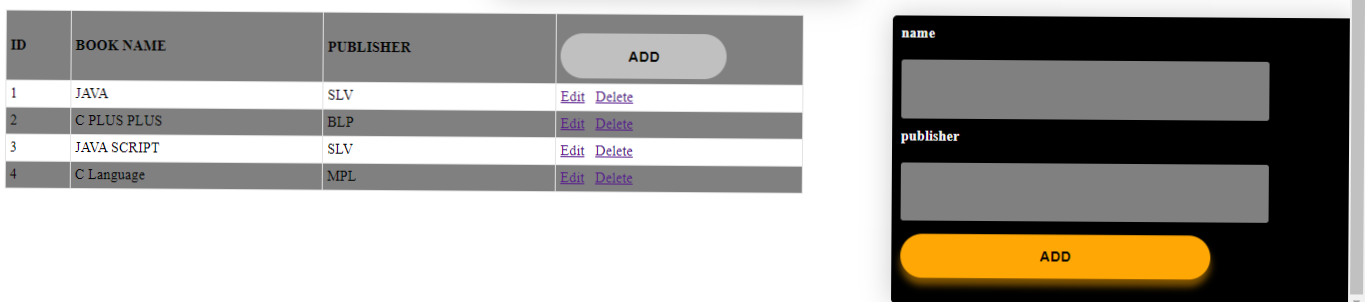 ID BOOK NAME PUBLISHER ADD
1 JAVA SLV Edit Delete
2 C PLUS PLUS BLP Edit Delete
3 JAVA SCRIPT SLV Edit Delete
4 C Language MPL Edit Delete
name
publisher
ADD